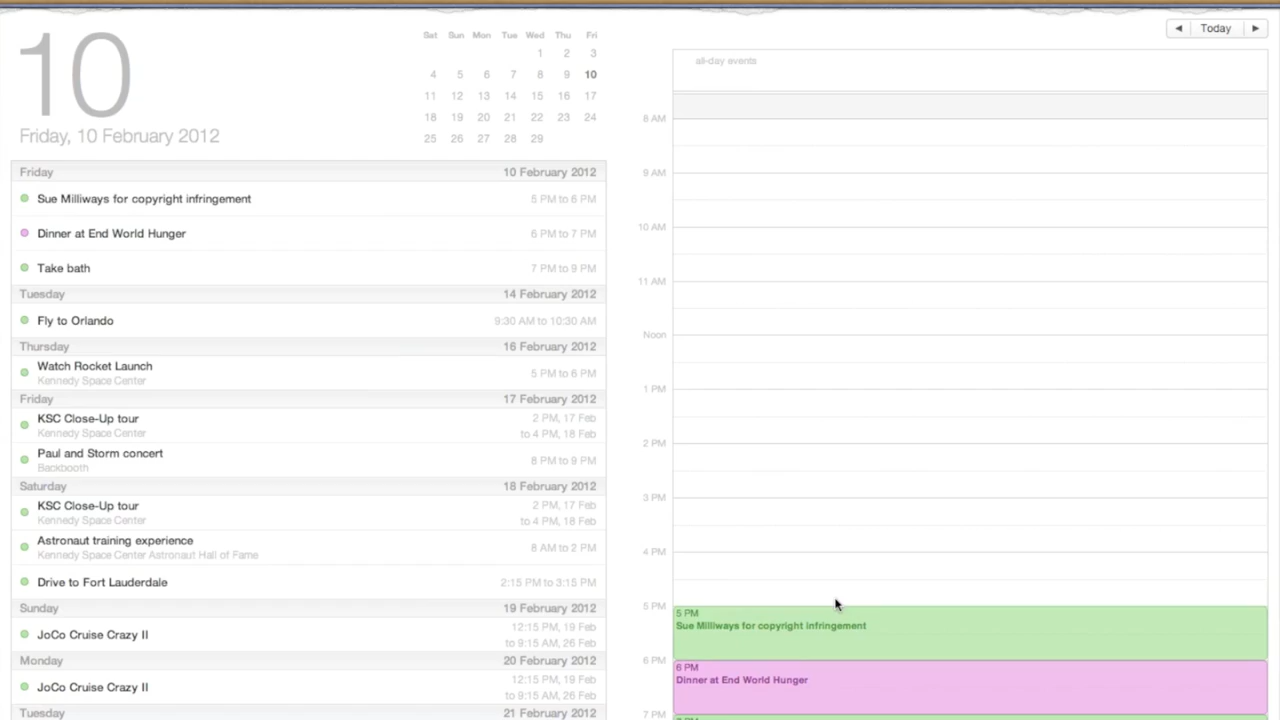 10
Friday, 10 February 2012
Sat Sun Mon Tue Wed Thu Fri
1 2 3
4 5 6 7 8 9 10
11 12 13 14 15 16 17
18 19 20 21 22 23 24
25 26 27 28 29
Friday 10 February 2012
Sue Milliways for copyright infringement 5 PM to 6 PM
Dinner at End World Hunger 6 PM to 7 PM
Take bath 7 PM to 9 PM
Tuesday 14 February 2012
Fly to Orlando 9:30 AM to 10:30 AM
Thursday 16 February 2012
Watch Rocket Launch
Kennedy Space Center 5 PM to 6 PM
Friday 17 February 2012
KSC Close-Up tour 2 PM, 17 Feb
Kennedy Space Center to 4 PM, 18 Feb
Paul and Storm concert
Backbooth 8 PM to 9 PM
Saturday 18 February 2012
KSC Close-Up tour 2 PM, 17 Feb
Kennedy Space Center to 4 PM, 18 Feb
Astronaut training experience
Kennedy Space Center Astronaut Hall of Fame 8 AM to 2 PM
Drive to Fort Lauderdale 2:15 PM to 3:15 PM
Sunday 19 February 2012
JoCo Cruise Crazy II 12:15 PM, 19 Feb
to 9:15 AM, 26 Feb
Monday 20 February 2012
JoCo Cruise Crazy II 12:15 PM, 19 Feb
to 9:15 AM, 26 Feb
Tuesday 21 February 2012
◀ Today ▶
all-day events
8 AM
9 AM
10 AM
11 AM
Noon
1 PM
2 PM
3 PM
4 PM
5 PM
5 PM
Sue Milliways for copyright infringement
6 PM
6 PM
Dinner at End World Hunger
7 PM